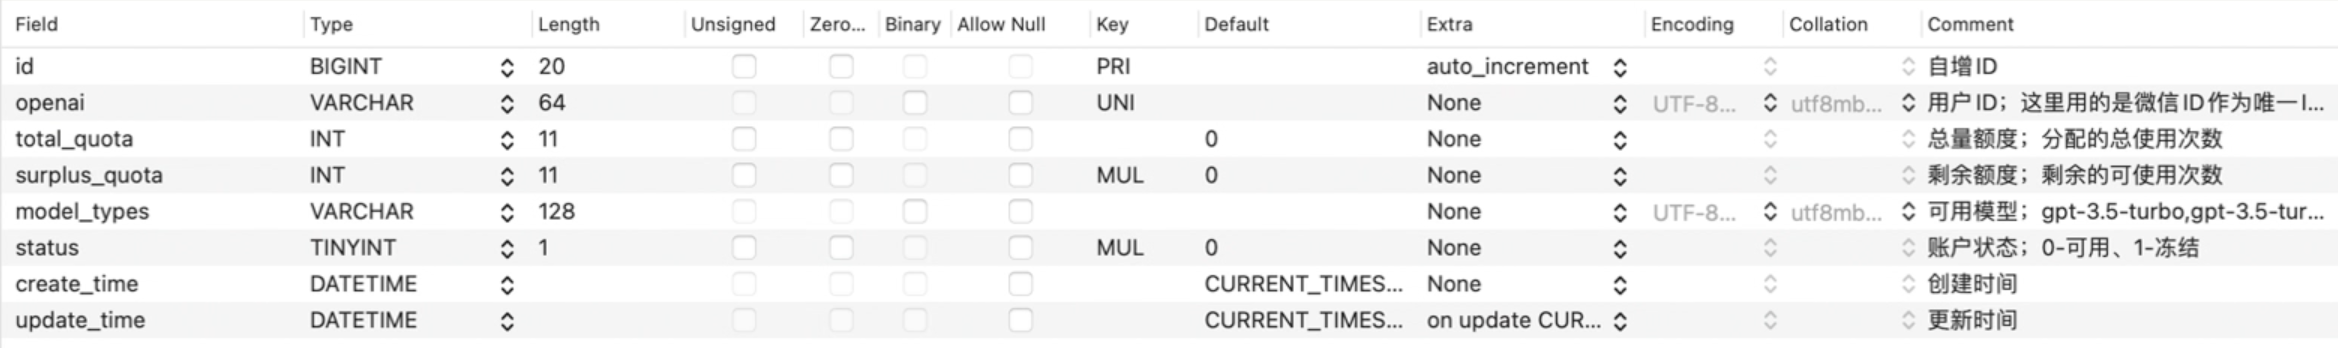 Field Type Length Unsigned Zero... Binary Allow Null Key Default Extra Encoding Collation Comment
id BIGINT 20 PRI auto_increment 自增ID
openai VARCHAR 64 UNI None UTF-8... utf8mb... 用户ID；这里用的是微信ID作为唯一I...
total_quota INT 11 0 None 总量额度；分配的总使用次数
surplus_quota INT 11 MUL 0 None 剩余额度；剩余的可使用次数
model_types VARCHAR 128 None UTF-8... utf8mb... 可用模型；gpt-3.5-turbo,gpt-3.5-tur...
status TINYINT 1 MUL 0 None 账户状态；0-可用、1-冻结
create_time DATETIME CURRENT_TIMES... None 创建时间
update_time DATETIME CURRENT_TIMES... on update CUR... 更新时间